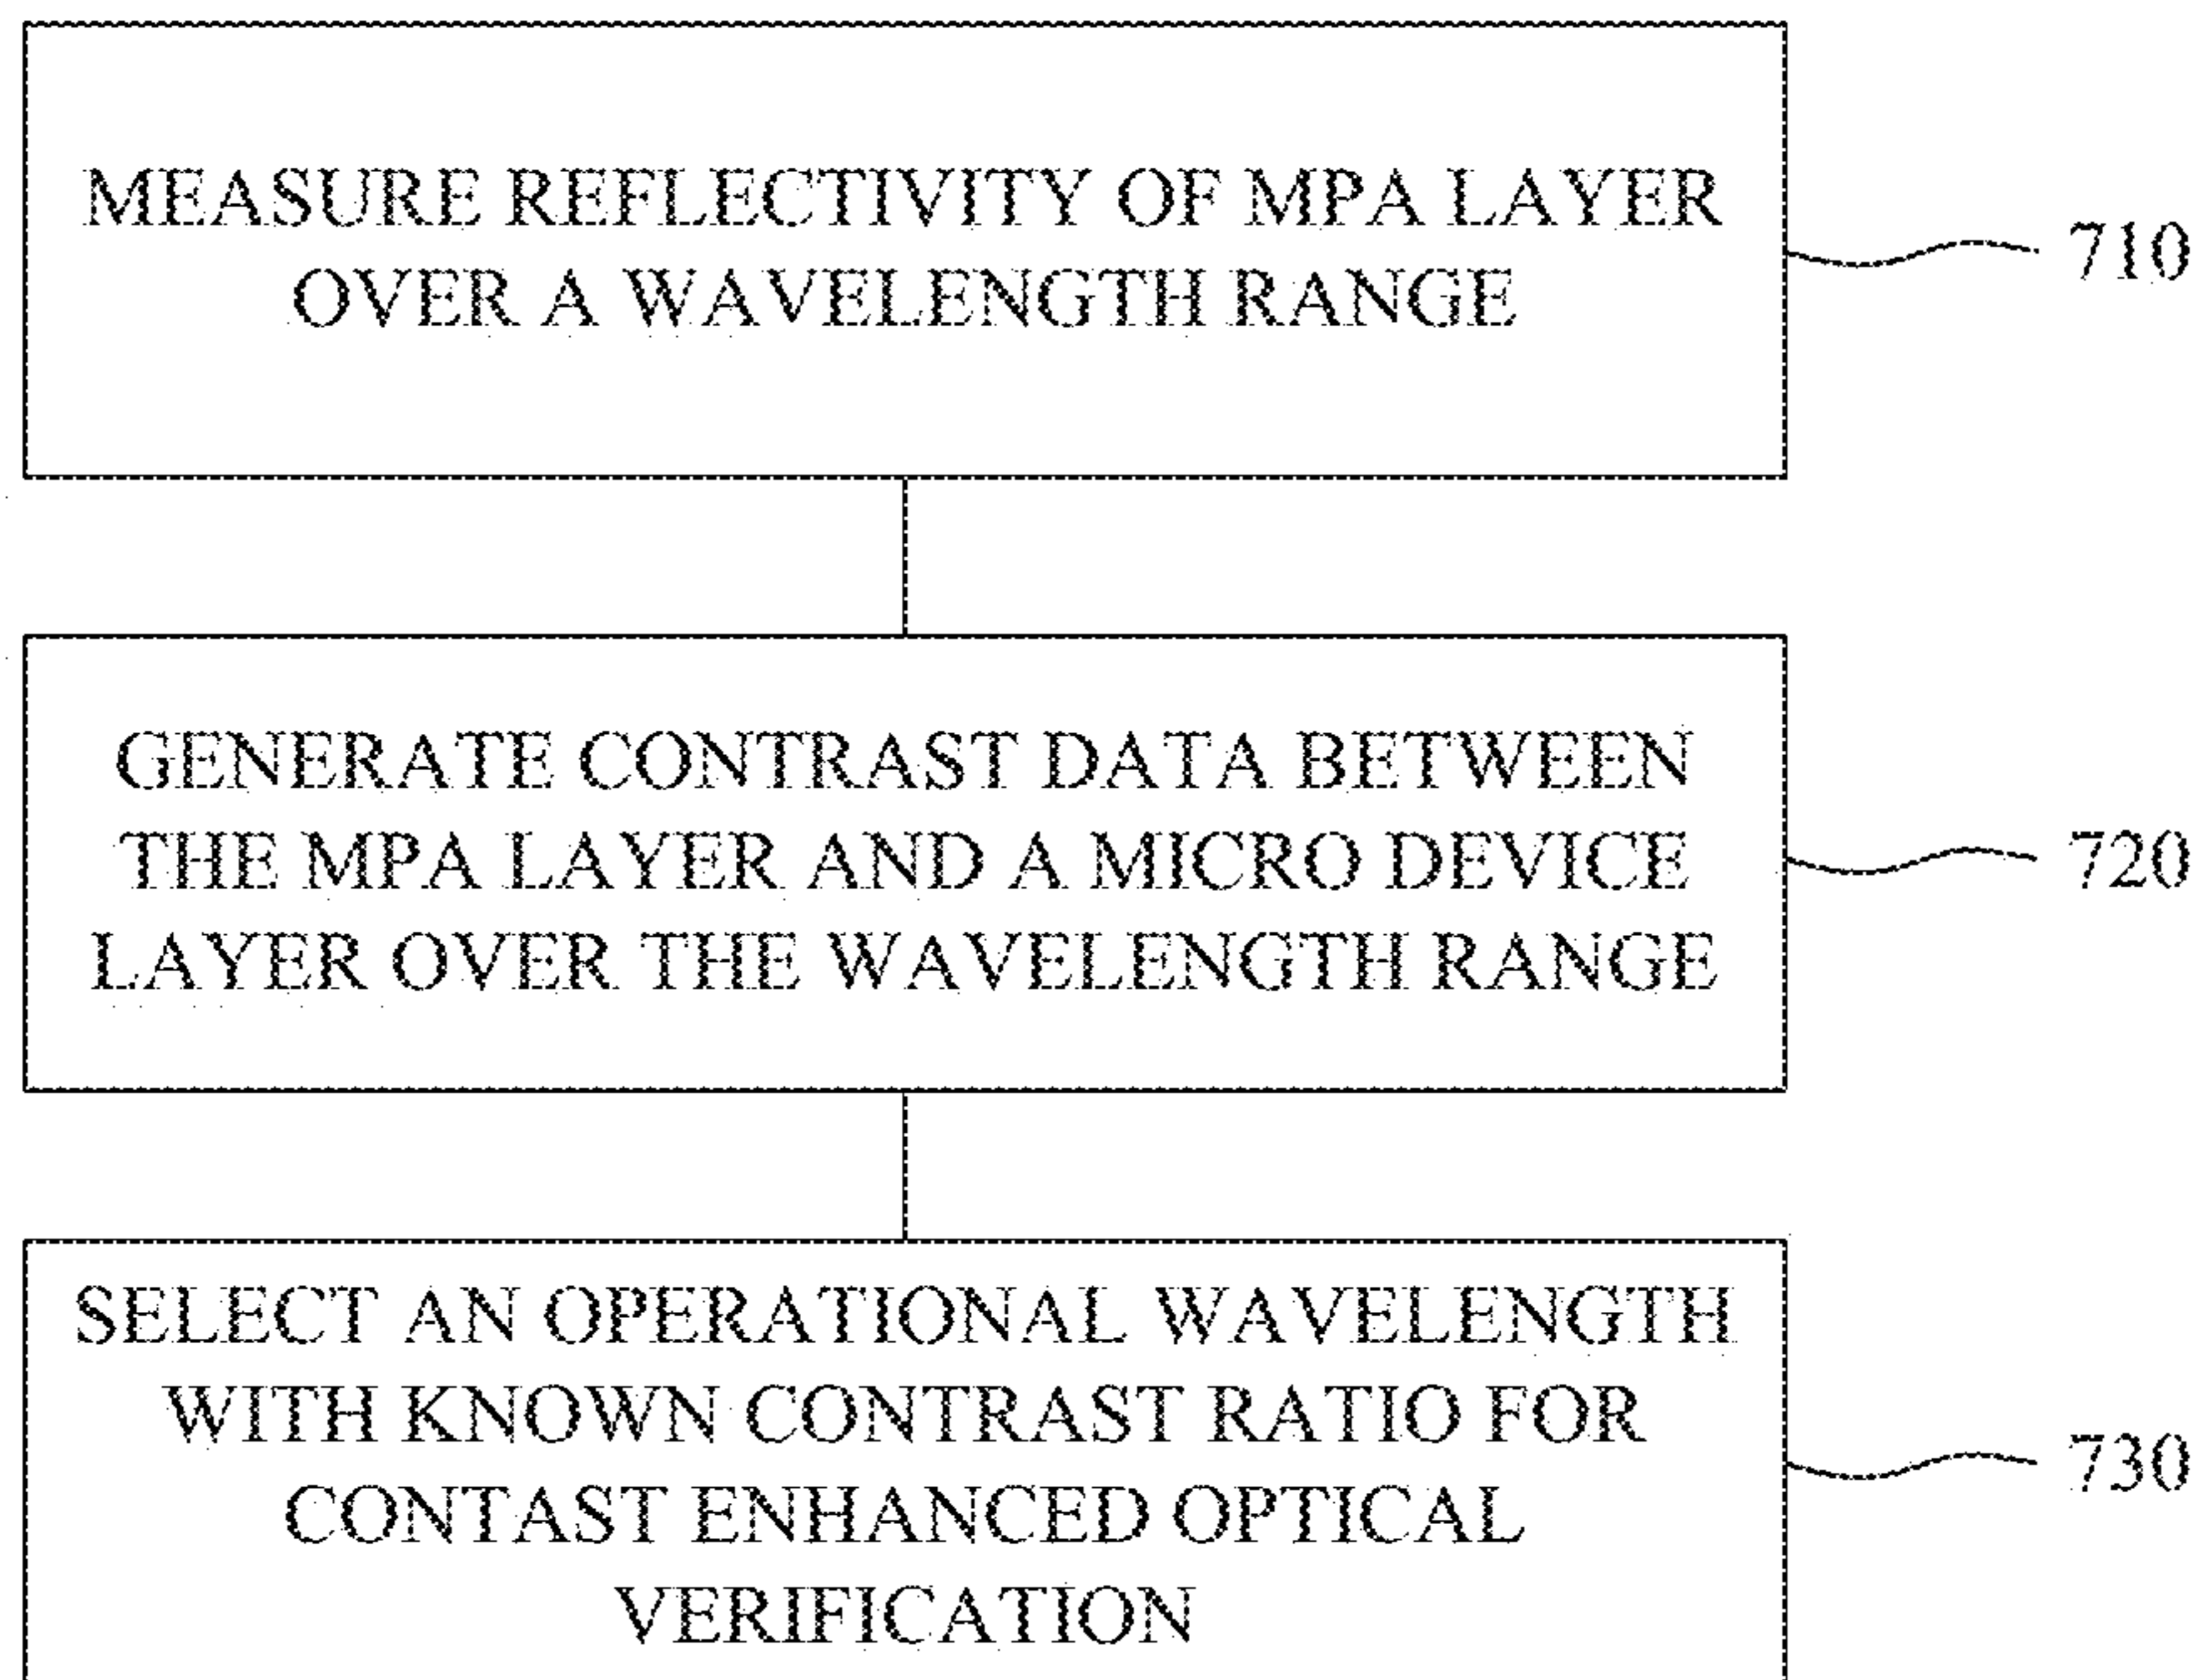 MEASURE REFLECTIVITY OF MPA LAYER
OVER A WAVELENGTH RANGE
710
GENERATE CONTRAST DATA BETWEEN
THE MPA LAYER AND A MICRO DEVICE
LAYER OVER THE WAVELENGTH RANGE
720
SELECT AN OPERATIONAL WAVELENGTH
WITH KNOWN CONTRAST RATIO FOR
CONTAST ENHANCED OPTICAL
VERIFICATION
730